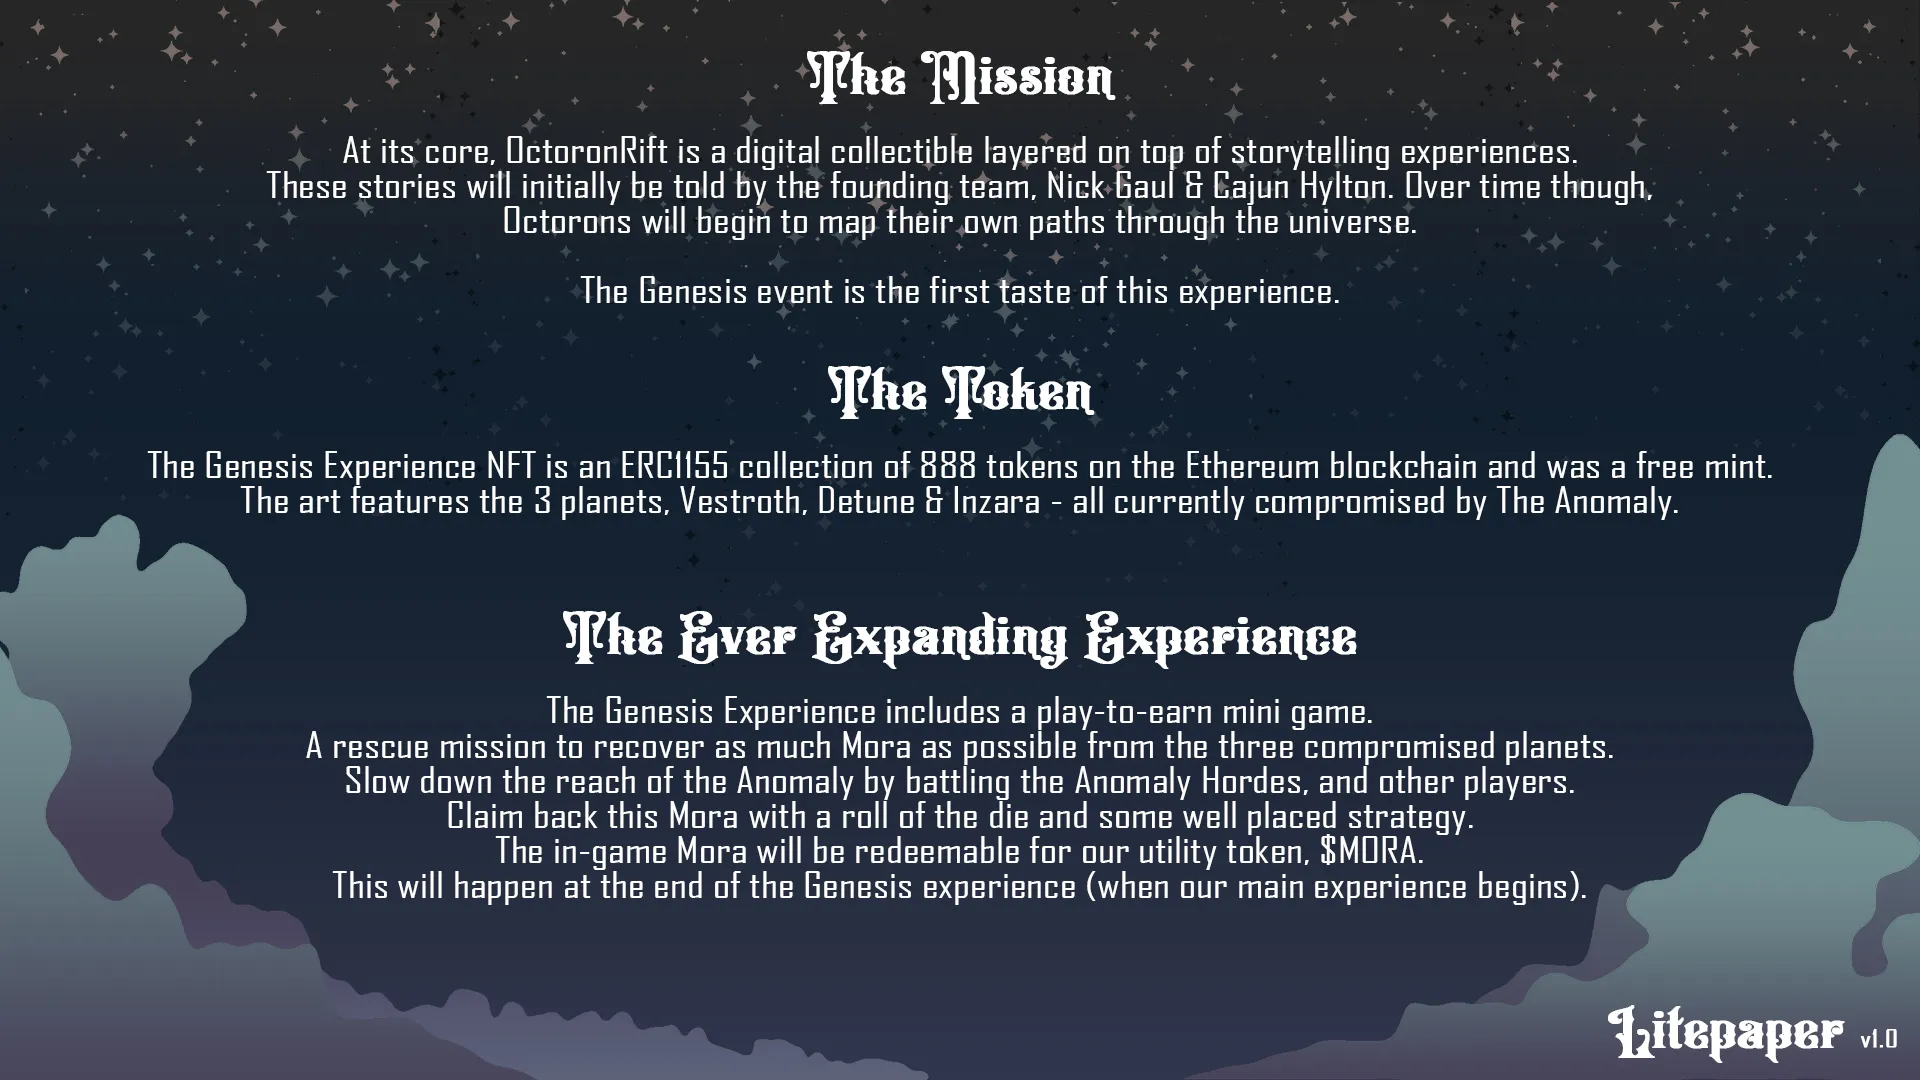 The Mission
At its core, OctoronRift is a digital collectible layered on top of storytelling experiences.
These stories will initially be told by the founding team, Nick Gaul & Cajun Hylton. Over time though,
Octorons will begin to map their own paths through the universe.
The Genesis event is the first taste of this experience.
The Token
The Genesis Experience NFT is an ERC1155 collection of 888 tokens on the Ethereum blockchain and was a free mint.
The art features the 3 planets, Vestroth, Detune & Inzara - all currently compromised by The Anomaly.
The Ever Expanding Experience
The Genesis Experience includes a play-to-earn mini game.
A rescue mission to recover as much Mora as possible from the three compromised planets.
Slow down the reach of the Anomaly by battling the Anomaly Hordes, and other players.
Claim back this Mora with a roll of the die and some well placed strategy.
The in-game Mora will be redeemable for our utility token, $MORA.
This will happen at the end of the Genesis experience (when our main experience begins).
Litepaper v1.0